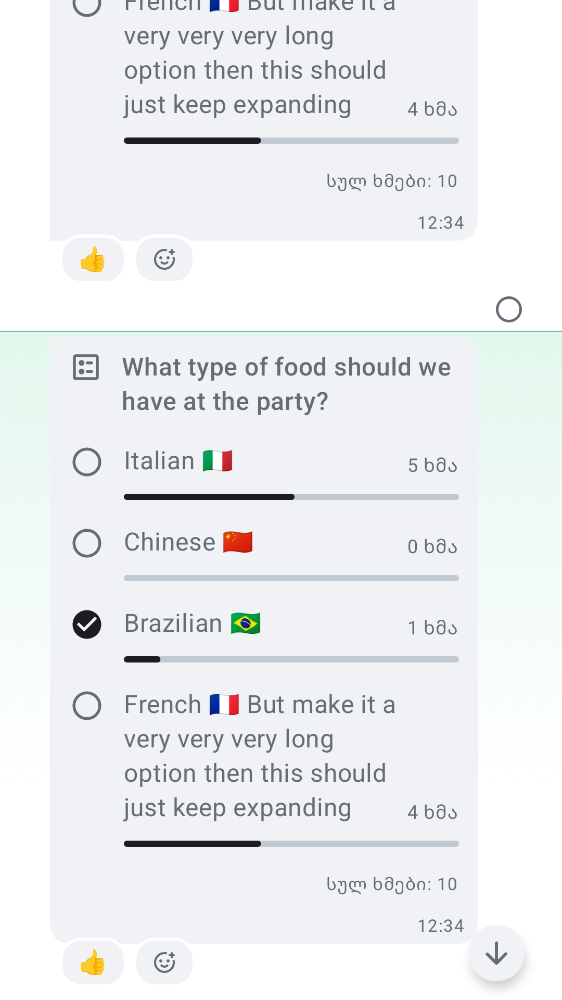 French 🇫🇷 But make it a
very very very long
option then this should
just keep expanding
4 ხმა
სულ ხმები: 10
12:34
What type of food should we
have at the party?
Italian 🇮🇹
5 ხმა
Chinese 🇨🇳
0 ხმა
Brazilian 🇧🇷
1 ხმა
French 🇫🇷 But make it a
very very very long
option then this should
just keep expanding
4 ხმა
სულ ხმები: 10
12:34